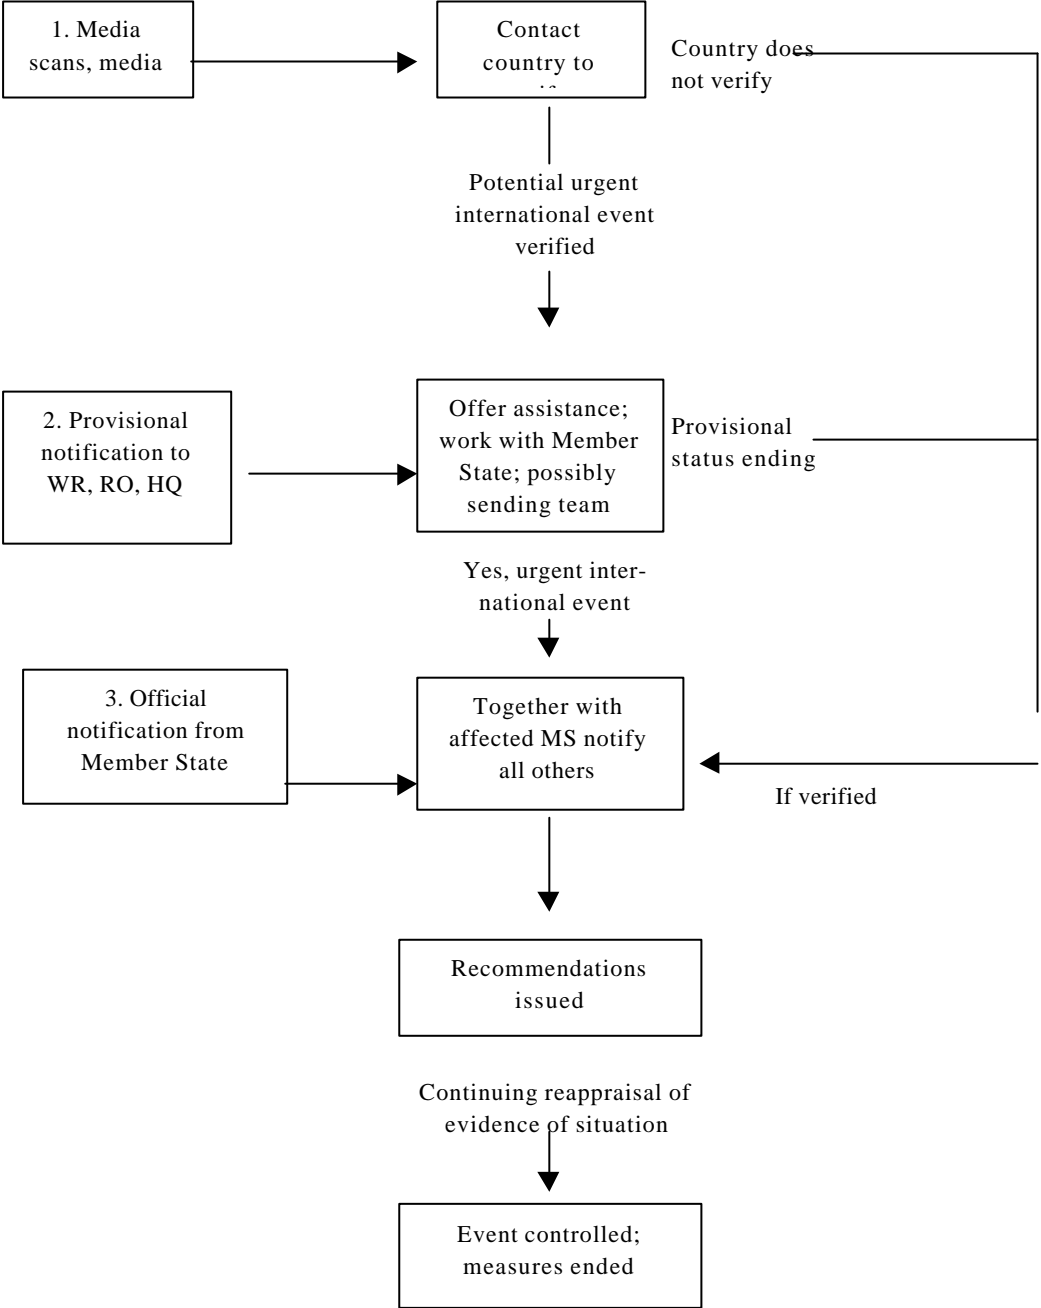 1. Media
scans, media
Contact
country to
Country does
not verify
Potential urgent
international event
verified
2. Provisional
notification to
WR, RO, HQ
Offer assistance;
work with Member
State; possibly
sending team
Provisional
status ending
Yes, urgent inter-
national event
3. Official
notification from
Member State
Together with
affected MS notify
all others
If verified
Recommendations
issued
Continuing reappraisal of
evidence of situation
Event controlled;
measures ended